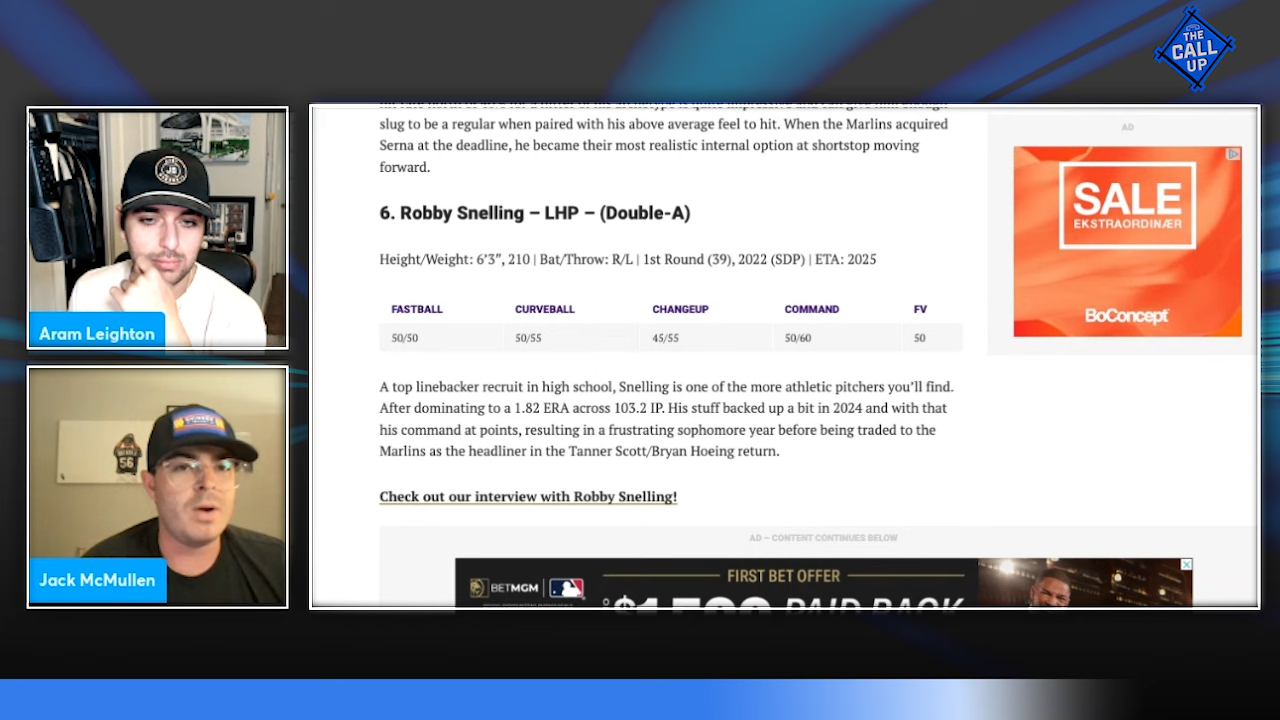 THE
CALL
UP
slug to be a regular when paired with his above average feel to hit. When the Marlins acquired
Serna at the deadline, he became their most realistic internal option at shortstop moving
forward.
6. Robby Snelling – LHP – (Double-A)
Height/Weight: 6’3″, 210 | Bat/Throw: R/L | 1st Round (39), 2022 (SDP) | ETA: 2025
FASTBALL CURVEBALL CHANGEUP COMMAND FV
50/50 50/55 45/55 50/60 50
A top linebacker recruit in high school, Snelling is one of the more athletic pitchers you’ll find.
After dominating to a 1.82 ERA across 103.2 IP. His stuff backed up a bit in 2024 and with that
his command at points, resulting in a frustrating sophomore year before being traded to the
Marlins as the headliner in the Tanner Scott/Bryan Hoeing return.
Check out our interview with Robby Snelling!
AD – CONTENT CONTINUES BELOW
BETMGM
FIRST BET OFFER
PAID BACK
AD
SALE
EKSTRAORDINÆR
BoConcept
Aram Leighton
56
Jack McMullen